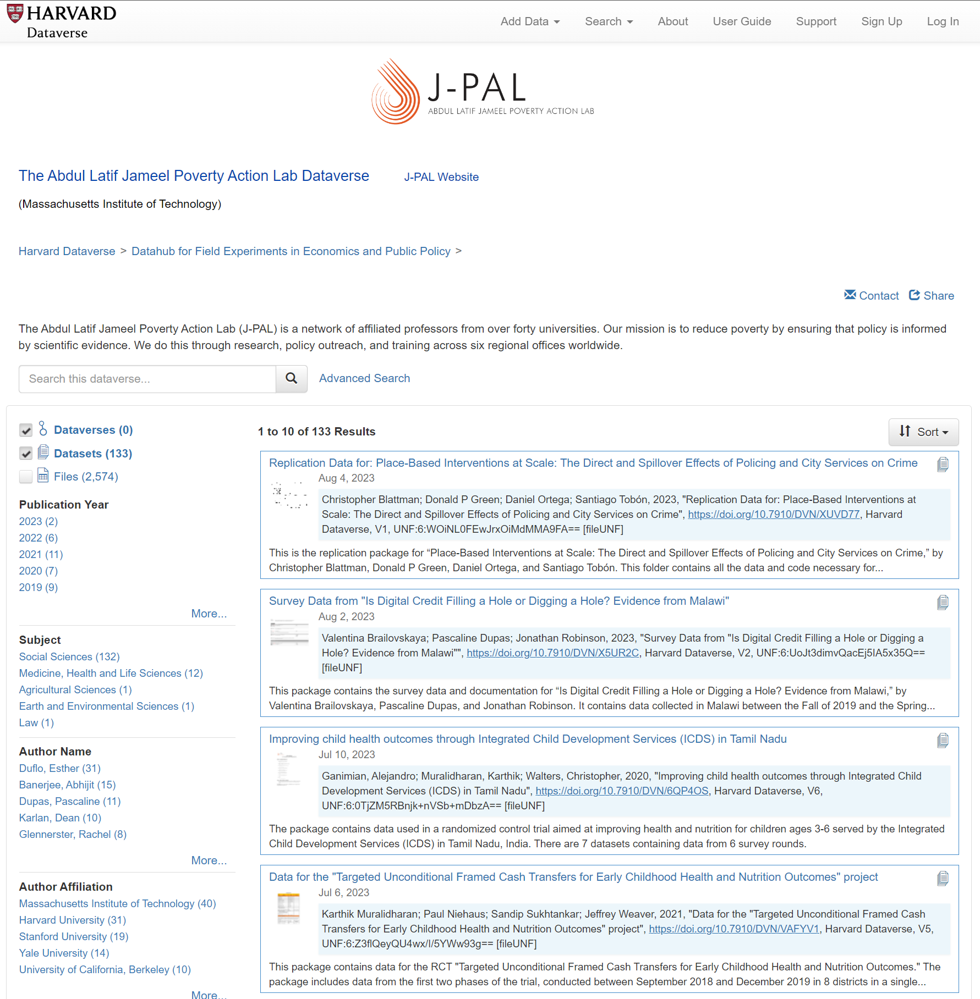 HARVARD
Dataverse
Add Data
Search
About
User Guide
Support
Sign Up
Log In
J-PAL
ABDUL LATIF JAMEEL POVERTY ACTION LAB
The Abdul Latif Jameel Poverty Action Lab Dataverse
J-PAL Website
(Massachusetts Institute of Technology)
Harvard Dataverse > Datahub for Field Experiments in Economics and Public Policy >
Contact
Share
The Abdul Latif Jameel Poverty Action Lab (J-PAL) is a network of affiliated professors from over forty universities. Our mission is to reduce poverty by ensuring that policy is informed
by scientific evidence. We do this through research, policy outreach, and training across six regional offices worldwide.
Search this dataverse...
Advanced Search
Dataverses (0)
Datasets (133)
Files (2,574)
Publication Year
2023 (2)
2022 (6)
2021 (11)
2020 (7)
2019 (9)
More...
Subject
Social Sciences (132)
Medicine, Health and Life Sciences (12)
Agricultural Sciences (1)
Earth and Environmental Sciences (1)
Law (1)
Author Name
Duflo, Esther (31)
Banerjee, Abhijit (15)
Dupas, Pascaline (11)
Karlan, Dean (10)
Glennerster, Rachel (8)
More...
Author Affiliation
Massachusetts Institute of Technology (40)
Harvard University (31)
Stanford University (19)
Yale University (14)
University of California, Berkeley (10)
More...
1 to 10 of 133 Results
Sort
Replication Data for: Place-Based Interventions at Scale: The Direct and Spillover Effects of Policing and City Services on Crime
Aug 4, 2023
Christopher Blattman; Donald P Green; Daniel Ortega; Santiago Tobón, 2023, "Replication Data for: Place-Based Interventions at
Scale: The Direct and Spillover Effects of Policing and City Services on Crime", https://doi.org/10.7910/DVN/XUVD77, Harvard
Dataverse, V1, UNF:6:WOiNL0FEwJrxOiMdMMA9FA== [fileUNF]
This is the replication package for “Place-Based Interventions at Scale: The Direct and Spillover Effects of Policing and City Services on Crime,” by
Christopher Blattman, Donald P Green, Daniel Ortega, and Santiago Tobón. This folder contains all the data and code necessary for...
Survey Data from "Is Digital Credit Filling a Hole or Digging a Hole? Evidence from Malawi"
Aug 2, 2023
Valentina Brailovskaya; Pascaline Dupas; Jonathan Robinson, 2023, "Survey Data from "Is Digital Credit Filling a Hole or Digging a
Hole? Evidence from Malawi"", https://doi.org/10.7910/DVN/X5UR2C, Harvard Dataverse, V2, UNF:6:UoJt3dimvQacEj5IA5x35Q==
[fileUNF]
This package contains the survey data and documentation for “Is Digital Credit Filling a Hole or Digging a Hole? Evidence from Malawi,” by
Valentina Brailovskaya, Pascaline Dupas, and Jonathan Robinson. It contains data collected in Malawi between the Fall of 2019 and the Spring...
Improving child health outcomes through Integrated Child Development Services (ICDS) in Tamil Nadu
Jul 10, 2023
Ganimian, Alejandro; Muralidharan, Karthik; Walters, Christopher, 2020, "Improving child health outcomes through Integrated Child
Development Services (ICDS) in Tamil Nadu", https://doi.org/10.7910/DVN/6QP4OS, Harvard Dataverse, V6,
UNF:6:0TjZM5RBnjk+nVSb+mDbzA== [fileUNF]
The package contains data used in a randomized control trial aimed at improving health and nutrition for children ages 3-6 served by the Integrated
Child Development Services (ICDS) in Tamil Nadu, India. There are 7 datasets containing data from 6 survey rounds.
Data for the "Targeted Unconditional Framed Cash Transfers for Early Childhood Health and Nutrition Outcomes" project
Jul 6, 2023
Karthik Muralidharan; Paul Niehaus; Sandip Sukhtankar; Jeffrey Weaver, 2021, "Data for the "Targeted Unconditional Framed Cash
Transfers for Early Childhood Health and Nutrition Outcomes" project", https://doi.org/10.7910/DVN/VAFYV1, Harvard Dataverse, V5,
UNF:6:Z3flQeyQU4wx/I/5YWw93g== [fileUNF]
This package contains data for the RCT "Targeted Unconditional Framed Cash Transfers for Early Childhood Health and Nutrition Outcomes." The
package includes data from the first two phases of the trial, conducted between September 2018 and December 2019 in 8 districts in a single...